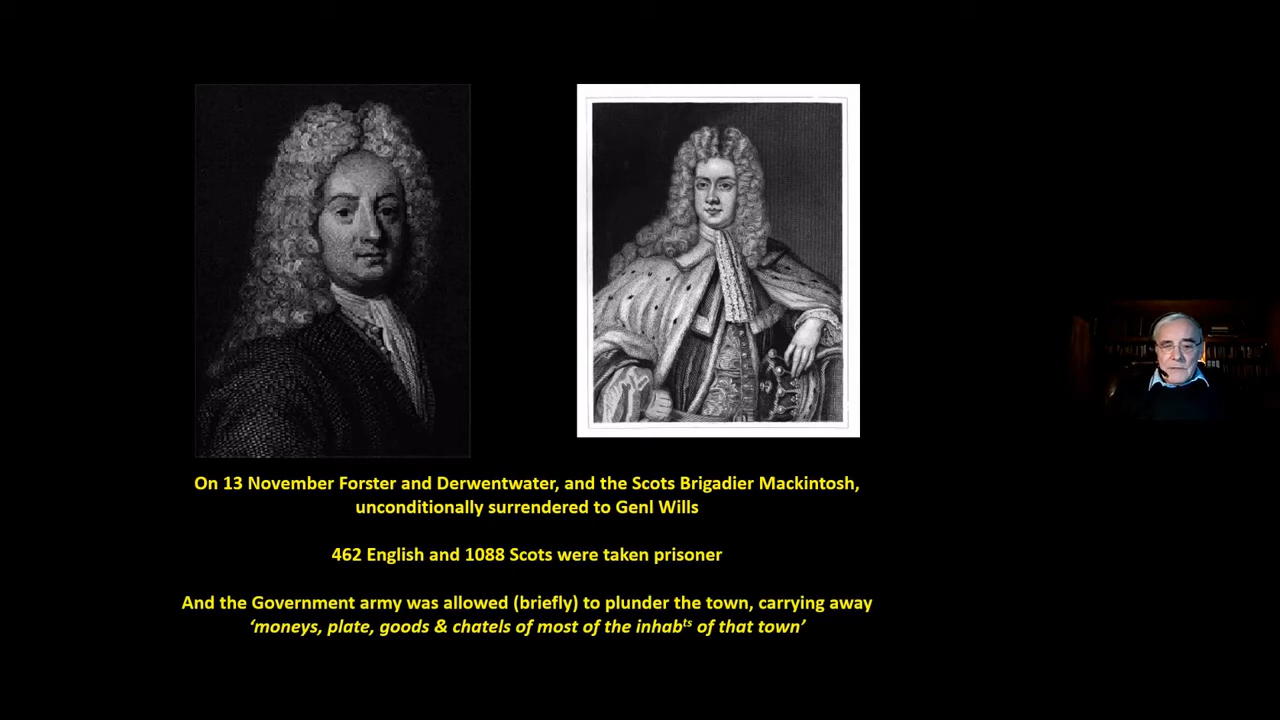 On 13 November Forster and Derwentwater, and the Scots Brigadier Mackintosh,
unconditionally surrendered to Genl Wills
462 English and 1088 Scots were taken prisoner
And the Government army was allowed (briefly) to plunder the town, carrying away
‘moneys, plate, goods & chatels of most of the inhabᵗˢ of that town’